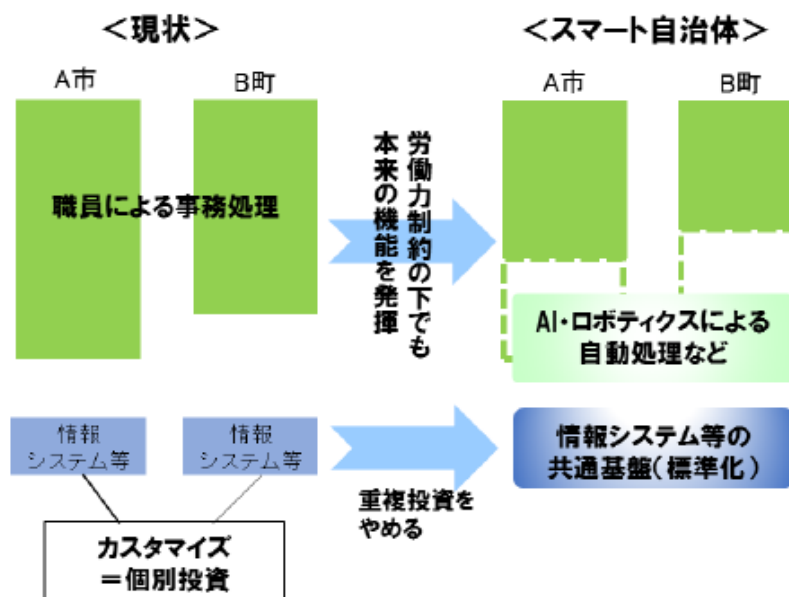 ＜現状＞
A市
B町
職員による事務処理
情報
システム等
情報
システム等
カスタマイズ
＝個別投資
労働力制約の下でも
本来の機能を発揮
重複投資を
やめる
＜スマート自治体＞
A市
B町
AI・ロボティクスによる
自動処理など
情報システム等の
共通基盤（標準化）